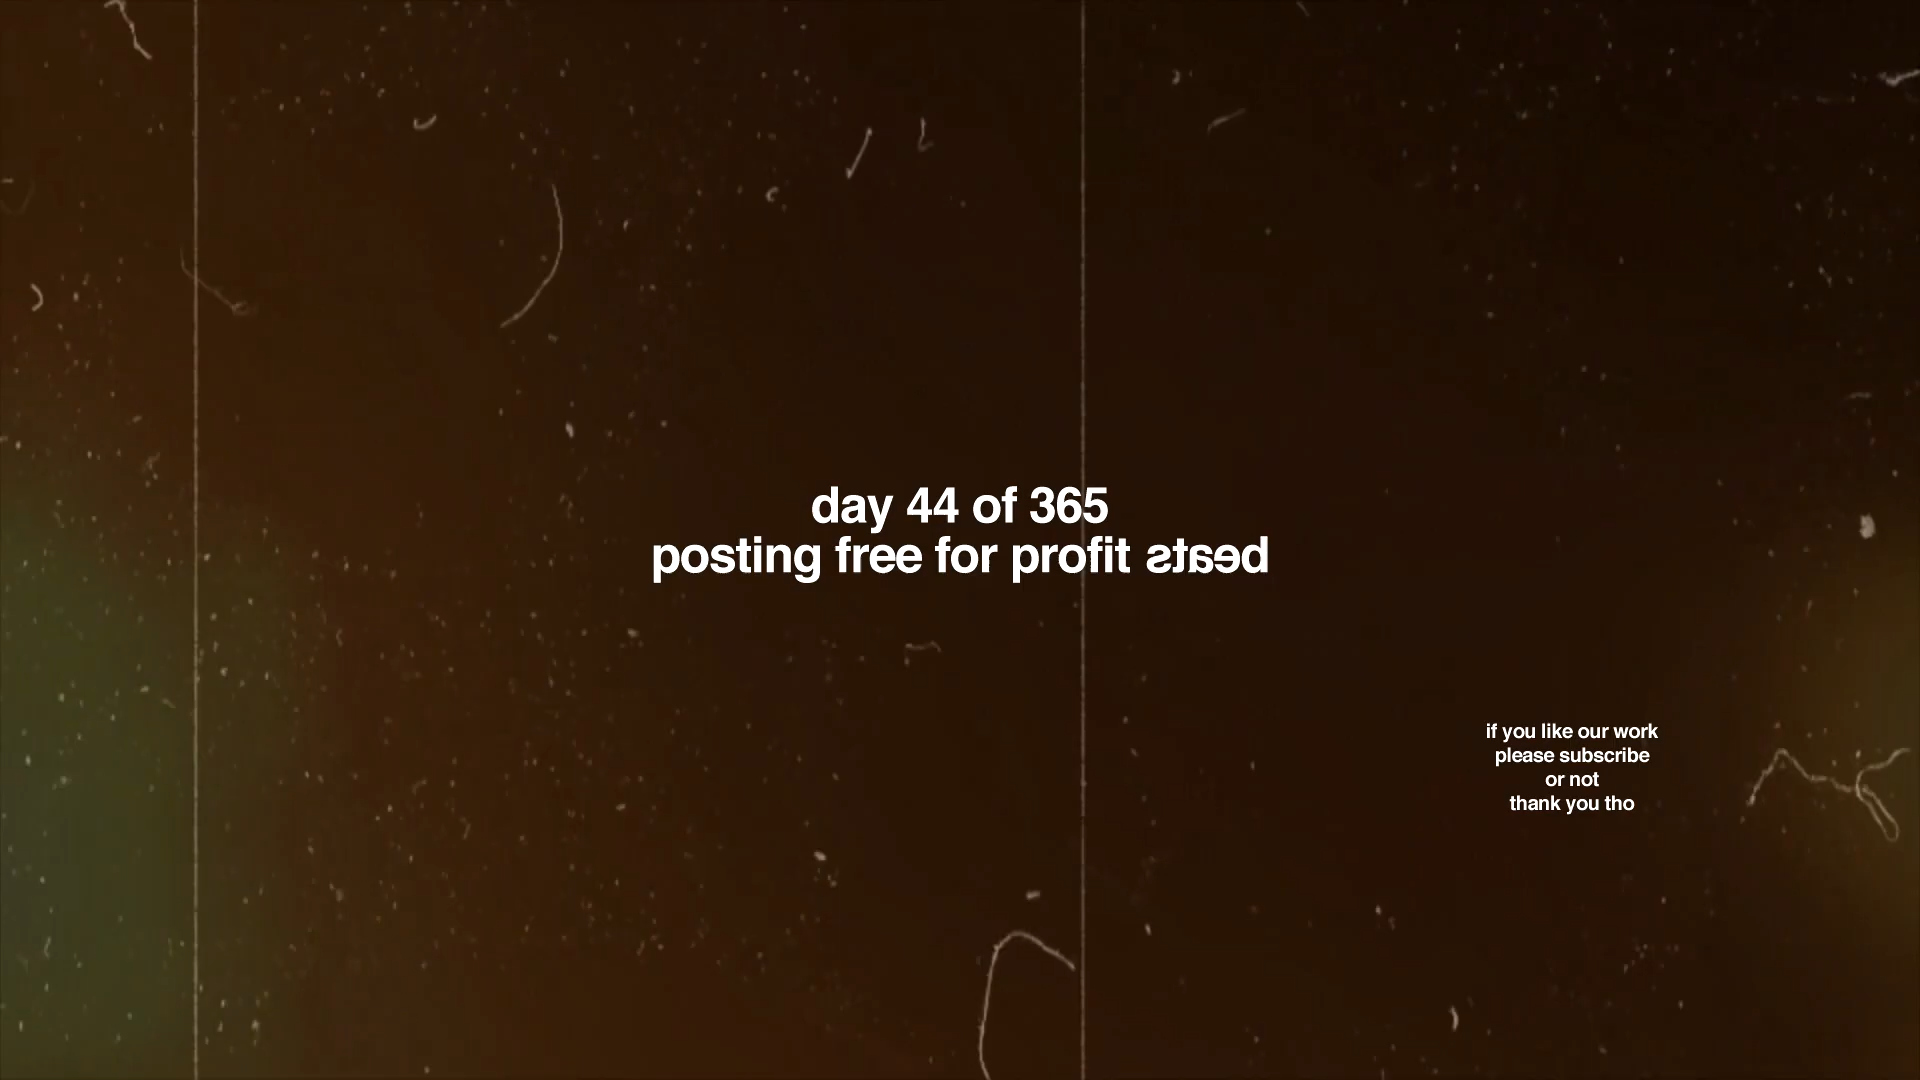 day 44 of 365
posting free for profit beats
if you like our work
please subscribe
or not
thank you tho